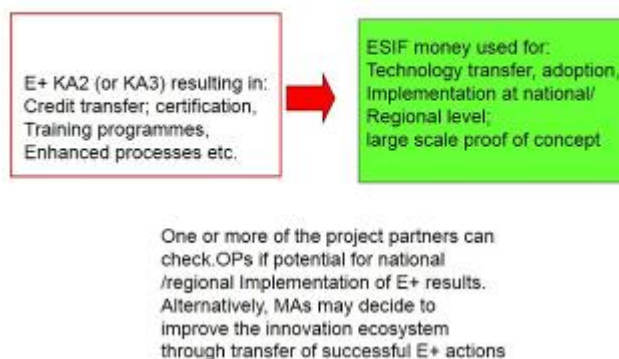 E+ KA2 (or KA3) resulting in:
Credit transfer; certification,
Training programmes,
Enhanced processes etc.
ESIF money used for:
Technology transfer, adoption,
Implementation at national/
Regional level;
large scale proof of concept
One or more of the project partners can
check.OPs if potential for national
/regional Implementation of E+ results.
Alternatively, MAs may decide to
improve the innovation ecosystem
through transfer of successful E+ actions